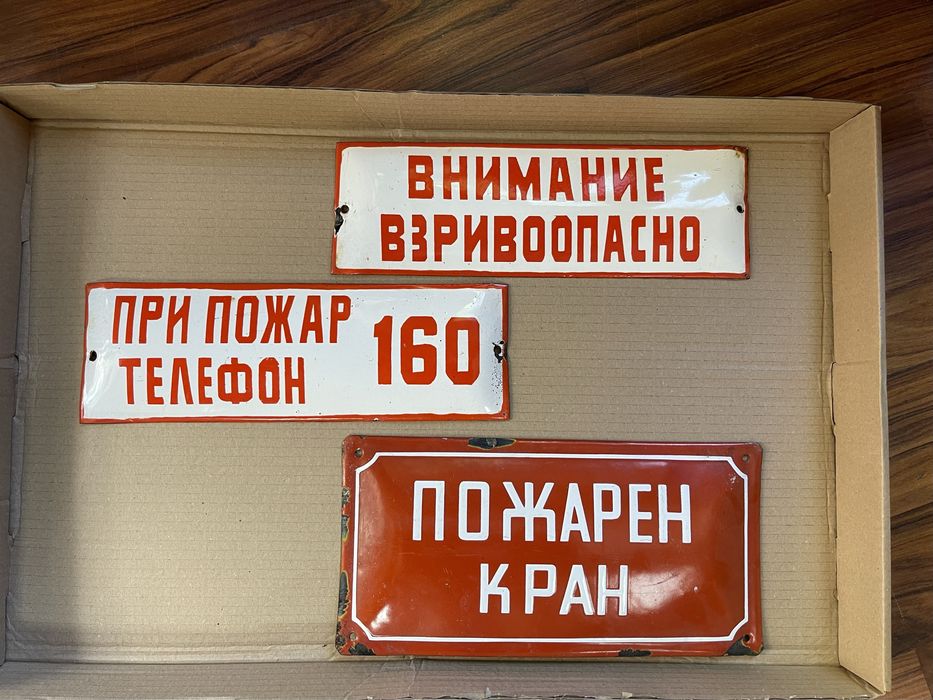 ВНИМАНИЕ
ВЗРИВООПАСНО
ПРИ ПОЖАР
ТЕЛЕФОН 160
ПОЖАРЕН
КРАН